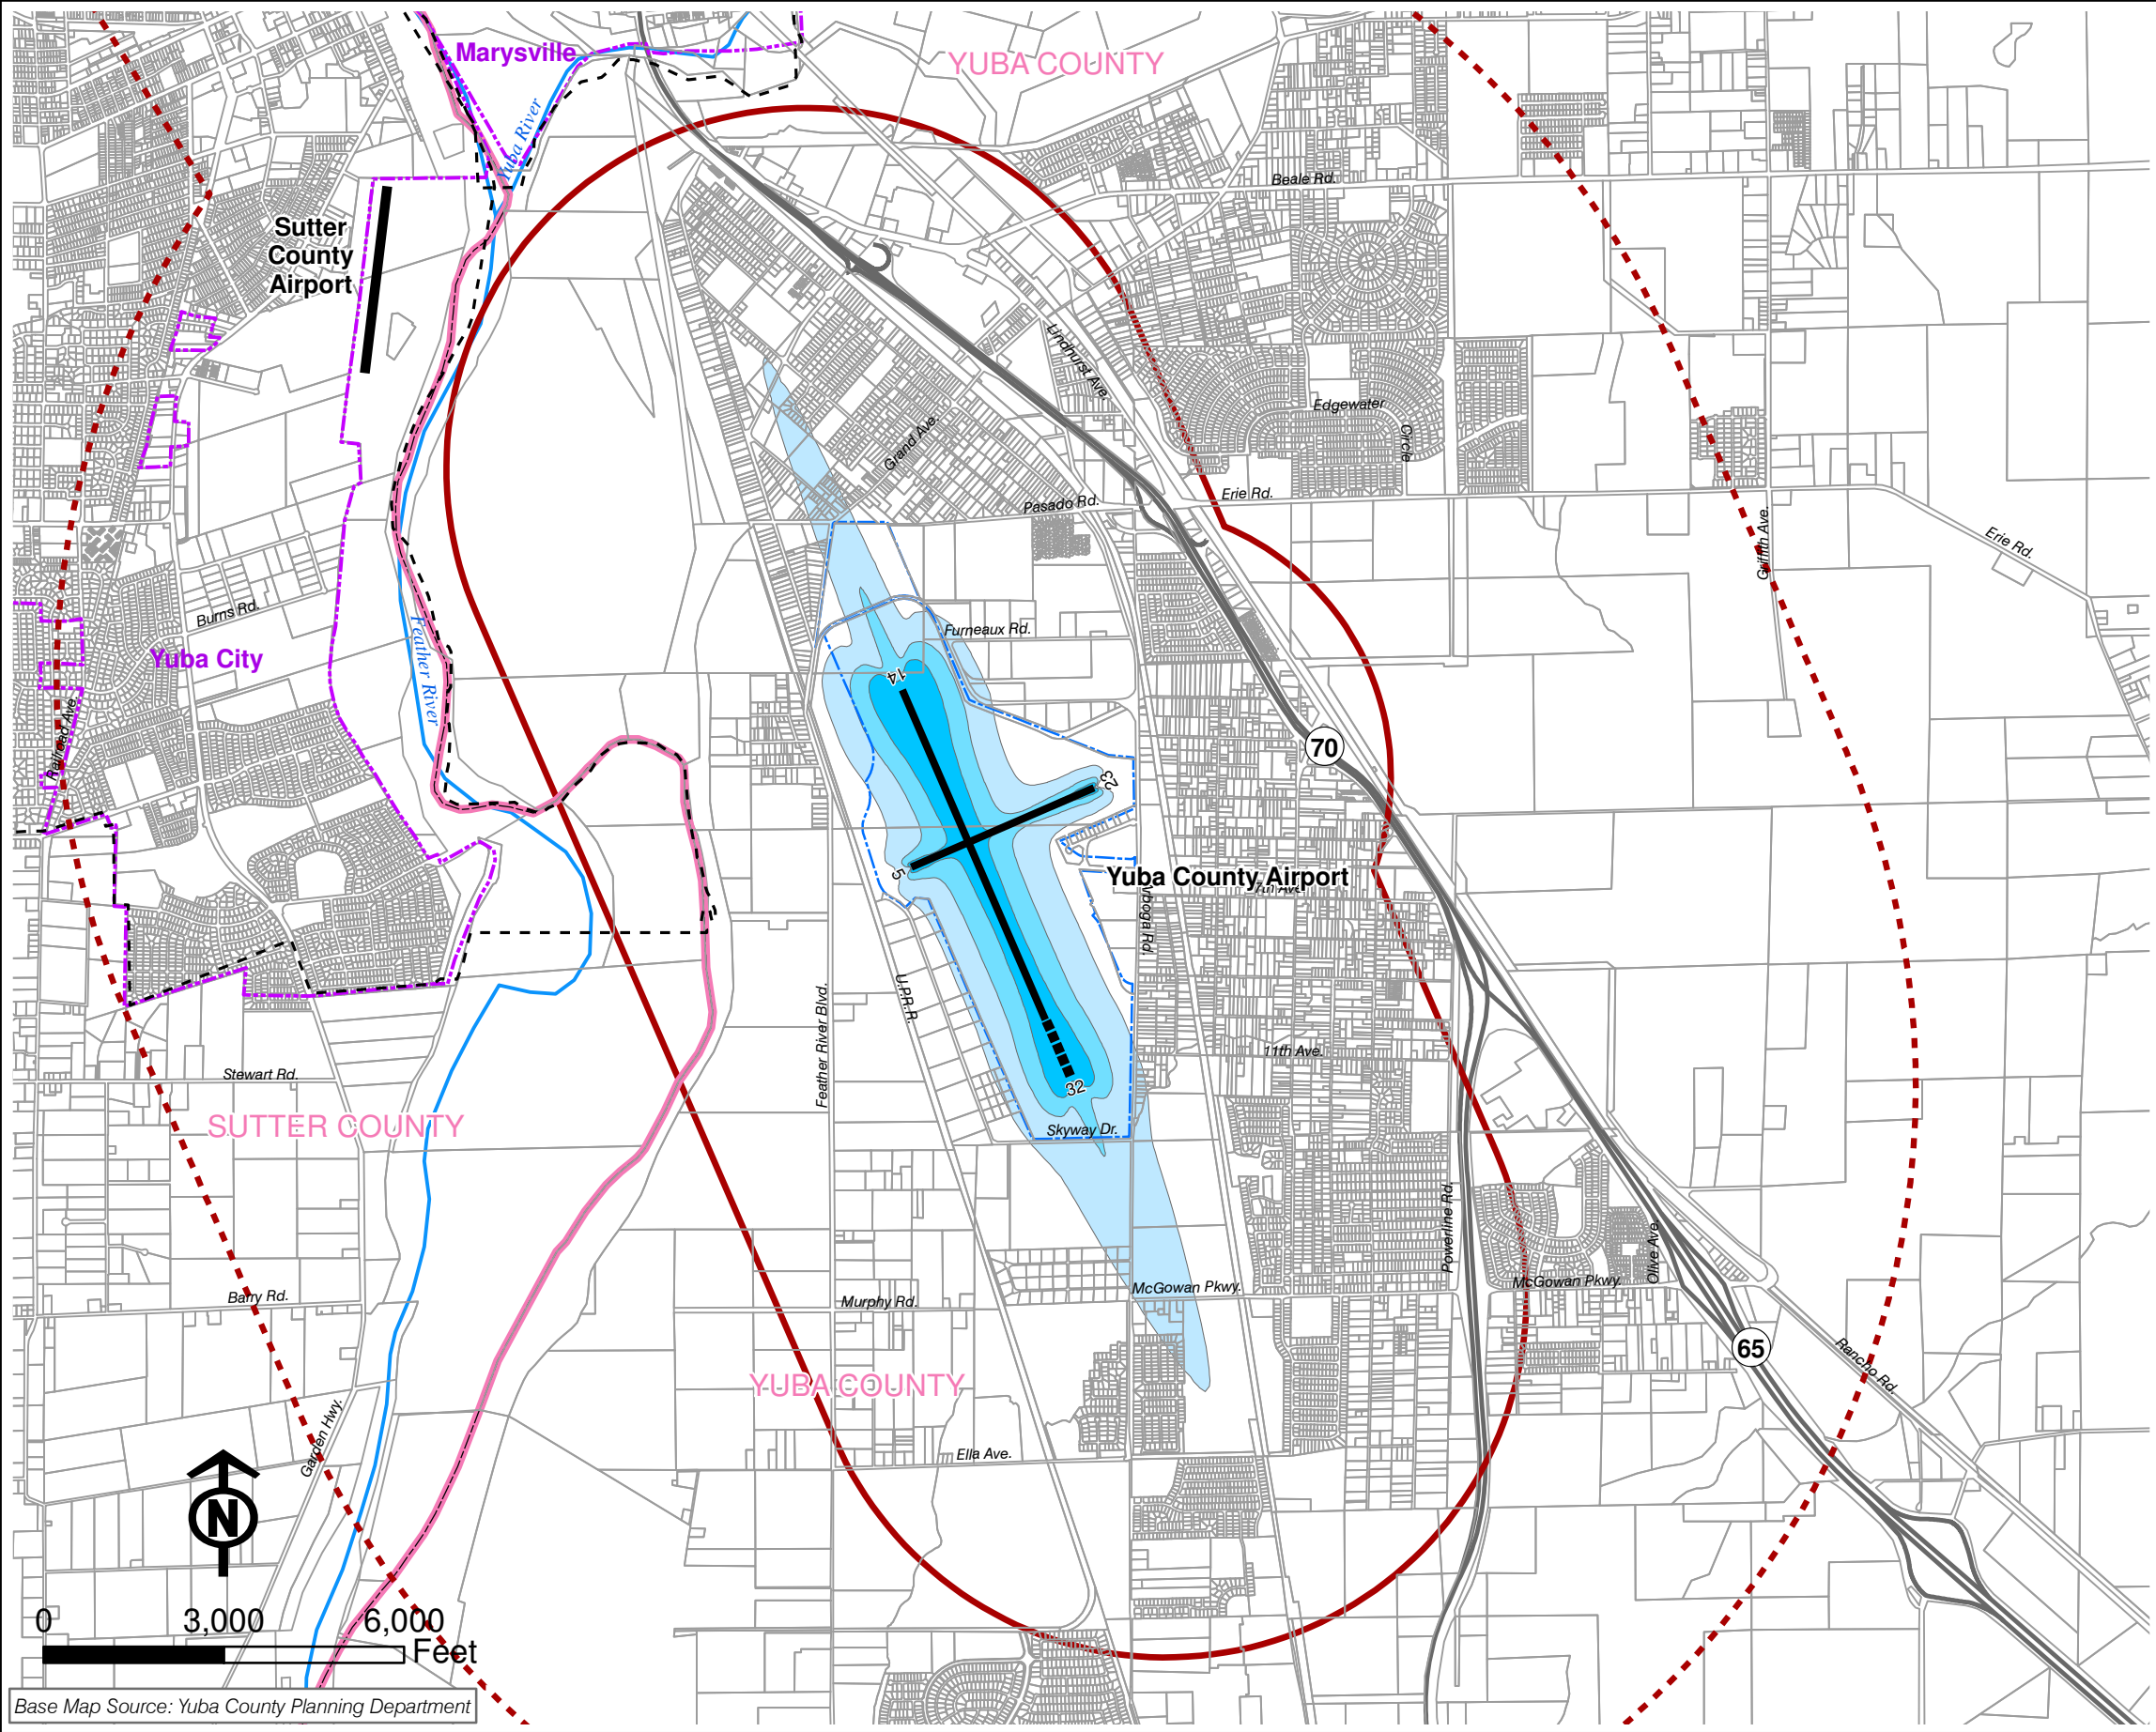 Marysville
YUBA COUNTY
Yuba River
Beale Rd.
Sutter
County
Airport
Lindhurst Ave.
Edgewater
Circle
Grand Ave.
Pasado Rd.
Erie Rd.
Griffith Ave.
Erie Rd.
Burns Rd.
Feather River
Furneaux Rd.
Yuba City
14
Railroad Ave.
70
23
5
Yuba County Airport
7th Ave.
Arboga Rd.
U.P.R.R.
Feather River Blvd.
11th Ave.
Stewart Rd.
32
SUTTER COUNTY
Skyway Dr.
Powerline Rd.
Olive Ave.
McGowan Pkwy.
McGowan Pkwy.
Barry Rd.
Murphy Rd.
65
Rancho Rd.
YUBA COUNTY
Garden Hwy.
Ella Ave.
N
0 3,000 6,000
Feet
Base Map Source: Yuba County Planning Department